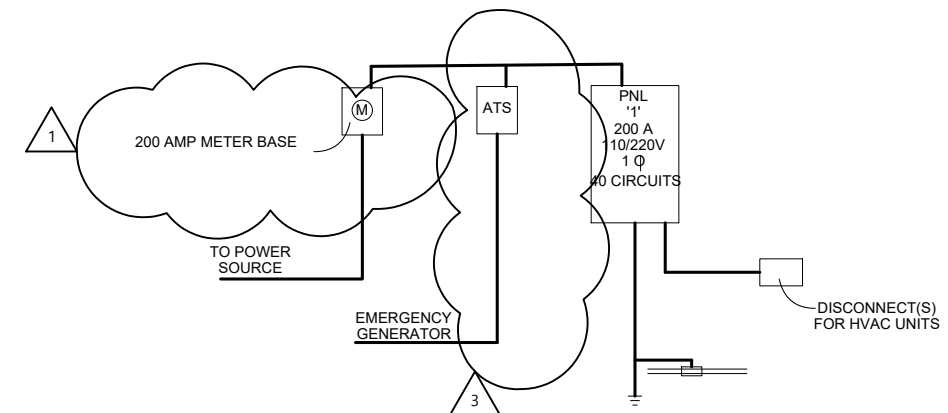 1
200 AMP METER BASE
M
TO POWER
SOURCE
ATS
EMERGENCY
GENERATOR
3
PNL
'1'
200 A
110/220V
1 Φ
40 CIRCUITS
DISCONNECT(S)
FOR HVAC UNITS